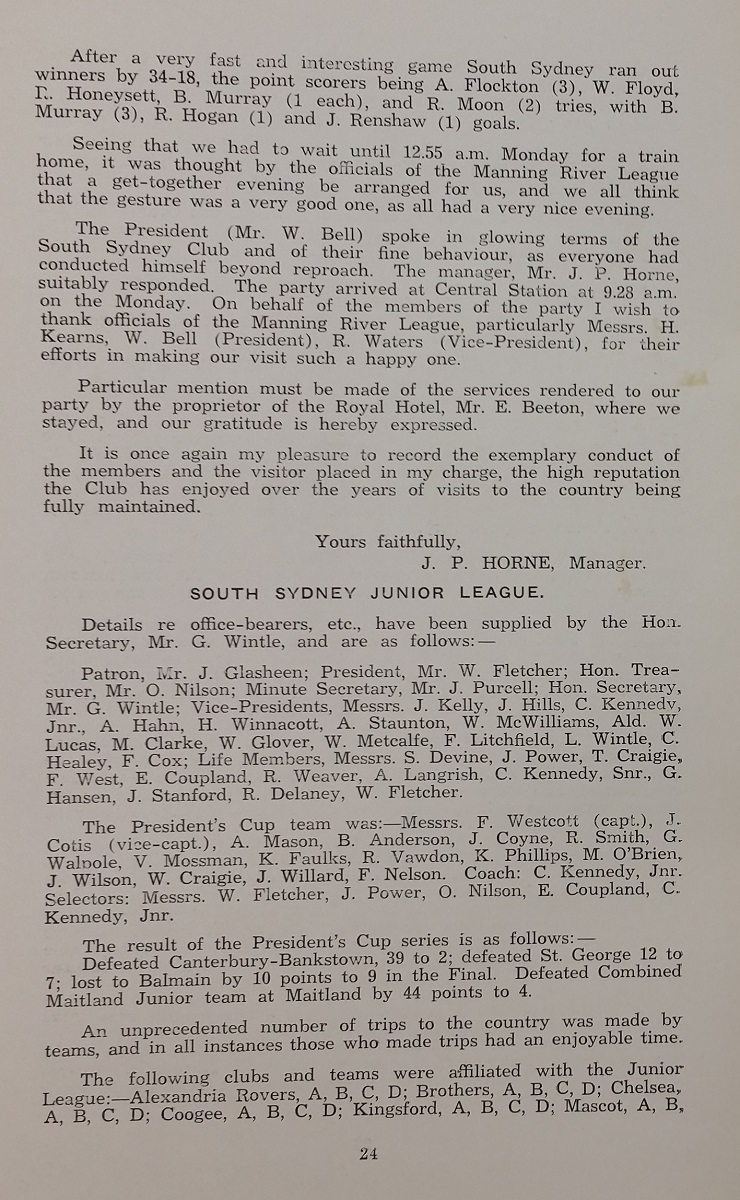 After a very fast and interesting game South Sydney ran out
winners by 34-18, the point scorers being A. Flockton (3), W. Floyd,
R. Honeysett, B. Murray (1 each), and R. Moon (2) tries, with B.
Murray (3), R. Hogan (1) and J. Renshaw (1) goals.
Seeing that we had to wait until 12.55 a.m. Monday for a train
home, it was thought by the officials of the Manning River League
that a get-together evening be arranged for us, and we all think
that the gesture was a very good one, as all had a very nice evening.
The President (Mr. W. Bell) spoke in glowing terms of the
South Sydney Club and of their fine behaviour, as everyone had
conducted himself beyond reproach. The manager, Mr. J. P. Horne,
suitably responded. The party arrived at Central Station at 9.28 a.m.
on the Monday. On behalf of the members of the party I wish to
thank officials of the Manning River League, particularly Messrs. H.
Kearns, W. Bell (President), R. Waters (Vice-President), for their
efforts in making our visit such a happy one.
Particular mention must be made of the services rendered to our
party by the proprietor of the Royal Hotel, Mr. E. Beeton, where we
stayed, and our gratitude is hereby expressed.
It is once again my pleasure to record the exemplary conduct of
the members and the visitor placed in my charge, the high reputation
the Club has enjoyed over the years of visits to the country being
fully maintained.
Yours faithfully,
J. P. HORNE, Manager.
SOUTH SYDNEY JUNIOR LEAGUE.
Details re office-bearers, etc., have been supplied by the Hon.
Secretary, Mr. G. Wintle, and are as follows:—
Patron, Mr. J. Glasheen; President, Mr. W. Fletcher; Hon. Trea-
surer, Mr. O. Nilson; Minute Secretary, Mr. J. Purcell; Hon. Secretary,
Mr. G. Wintle; Vice-Presidents, Messrs. J. Kelly, J. Hills, C. Kennedy,
Jnr., A. Hahn, H. Winnacott, A. Staunton, W. McWilliams, Ald. W.
Lucas, M. Clarke, W. Glover, W. Metcalfe, F. Litchfield, L. Wintle, C.
Healey, F. Cox; Life Members, Messrs. S. Devine, J. Power, T. Craigie,
F. West, E. Coupland, R. Weaver, A. Langrish, C. Kennedy, Snr., G.
Hansen, J. Stanford, R. Delaney, W. Fletcher.
The President's Cup team was:—Messrs. F. Westcott (capt.), J.
Cotis (vice-capt.), A. Mason, B. Anderson, J. Coyne, R. Smith, G.
Walpole, V. Mossman, K. Faulks, R. Vawdon, K. Phillips, M. O'Brien,
J. Wilson, W. Craigie, J. Willard, F. Nelson. Coach: C. Kennedy, Jnr.
Selectors: Messrs. W. Fletcher, J. Power, O. Nilson, E. Coupland, C.
Kennedy, Jnr.
The result of the President's Cup series is as follows:—
Defeated Canterbury-Bankstown, 39 to 2; defeated St. George 12 to
7; lost to Balmain by 10 points to 9 in the Final. Defeated Combined
Maitland Junior team at Maitland by 44 points to 4.
An unprecedented number of trips to the country was made by
teams, and in all instances those who made trips had an enjoyable time.
The following clubs and teams were affiliated with the Junior
League:—Alexandria Rovers, A, B, C, D; Brothers, A, B, C, D; Chelsea,
A, B, C, D; Coogee, A, B, C, D; Kingsford, A, B, C, D; Mascot, A, B,
24